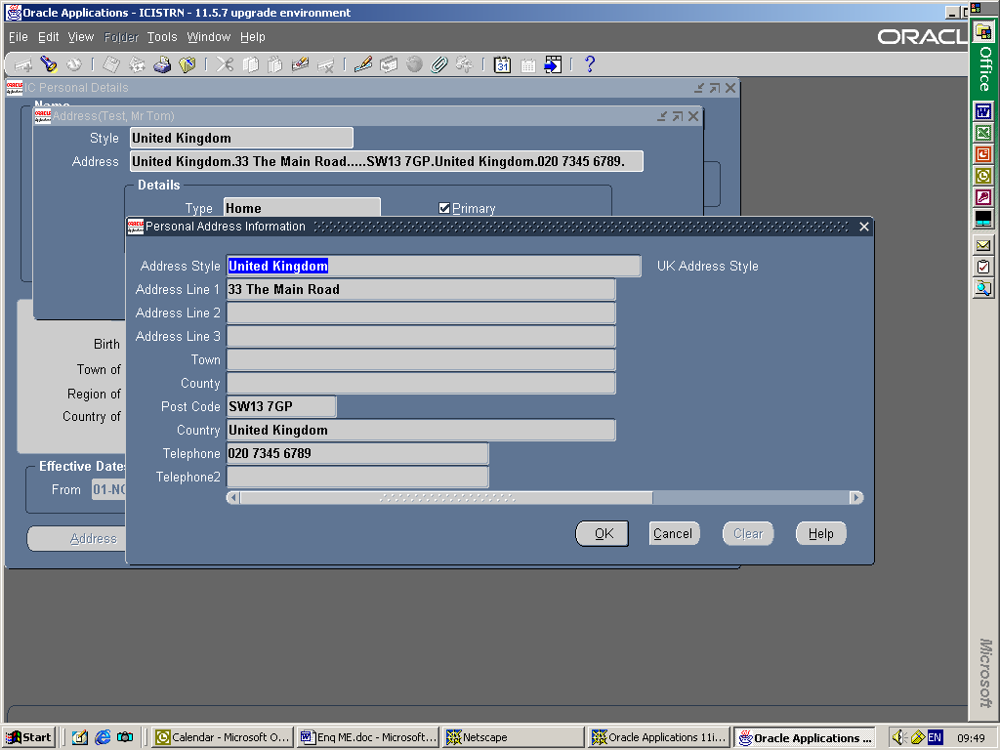 Oracle Applications - ICISTRN - 11.5.7 upgrade environment
File Edit View Folder Tools Window Help
ORACL
Office
C Personal Details
Name
Address(Test, Mr Tom)
Style United Kingdom
Address United Kingdom.33 The Main Road.....SW13 7GP.United Kingdom.020 7345 6789.
Details
Type Home Primary
Personal Address Information
Address Style United Kingdom UK Address Style
Address Line 1 33 The Main Road
Address Line 2
Address Line 3
Town
County
Post Code SW13 7GP
Country United Kingdom
Telephone 020 7345 6789
Telephone2
OK Cancel Clear Help
Birth
Town of
Region of
Country of
Effective Date
From 01-NO
Address
Microsoft
Start Calendar - Microsoft O... Enq ME.doc - Microsoft... Netscape Oracle Applications 11i... Oracle Applications ... EN 09:49